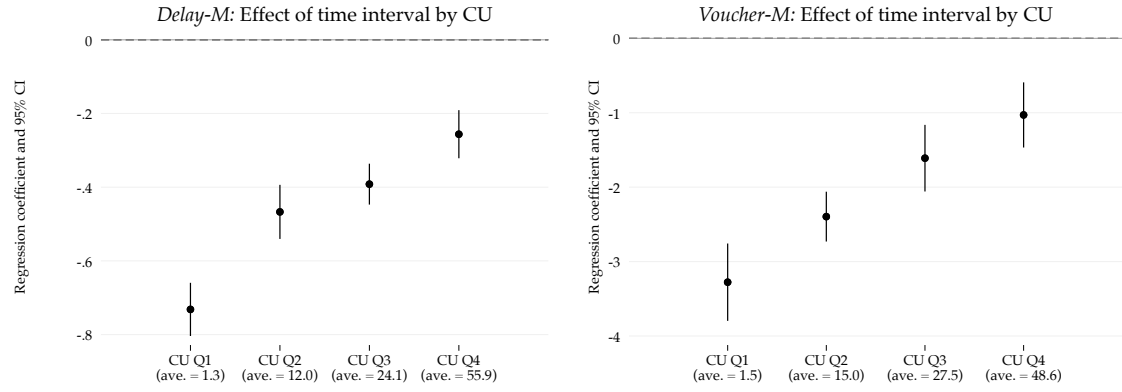 Delay-M: Effect of time interval by CU
Regression coefficient and 95% CI
0
-.2
-.4
-.6
-.8
CU Q1
(ave. = 1.3)
CU Q2
(ave. = 12.0)
CU Q3
(ave. = 24.1)
CU Q4
(ave. = 55.9)
Voucher-M: Effect of time interval by CU
Regression coefficient and 95% CI
0
-1
-2
-3
-4
CU Q1
(ave. = 1.5)
CU Q2
(ave. = 15.0)
CU Q3
(ave. = 27.5)
CU Q4
(ave. = 48.6)